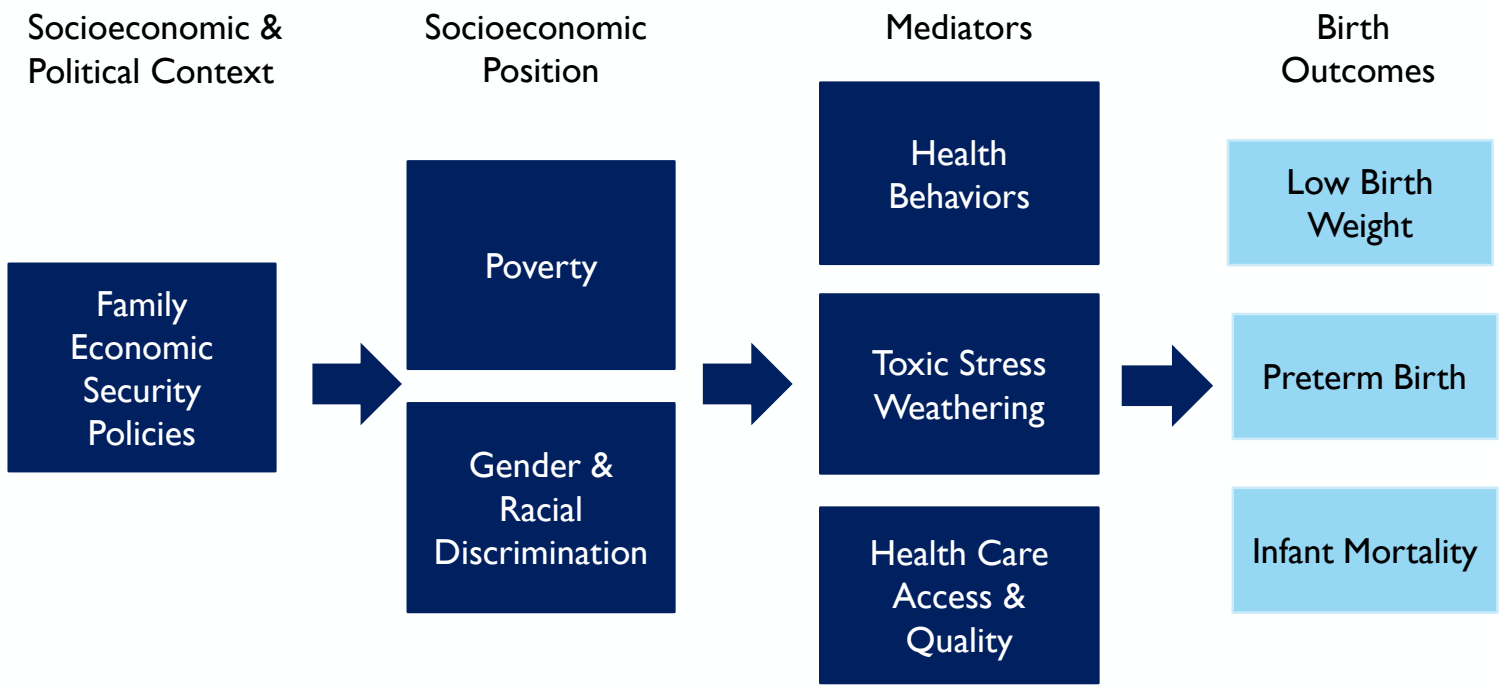 Socioeconomic &
Political Context
Socioeconomic
Position
Mediators
Birth
Outcomes
Family
Economic
Security
Policies
Poverty
Gender &
Racial
Discrimination
Health
Behaviors
Toxic Stress
Weathering
Health Care
Access &
Quality
Low Birth
Weight
Preterm Birth
Infant Mortality